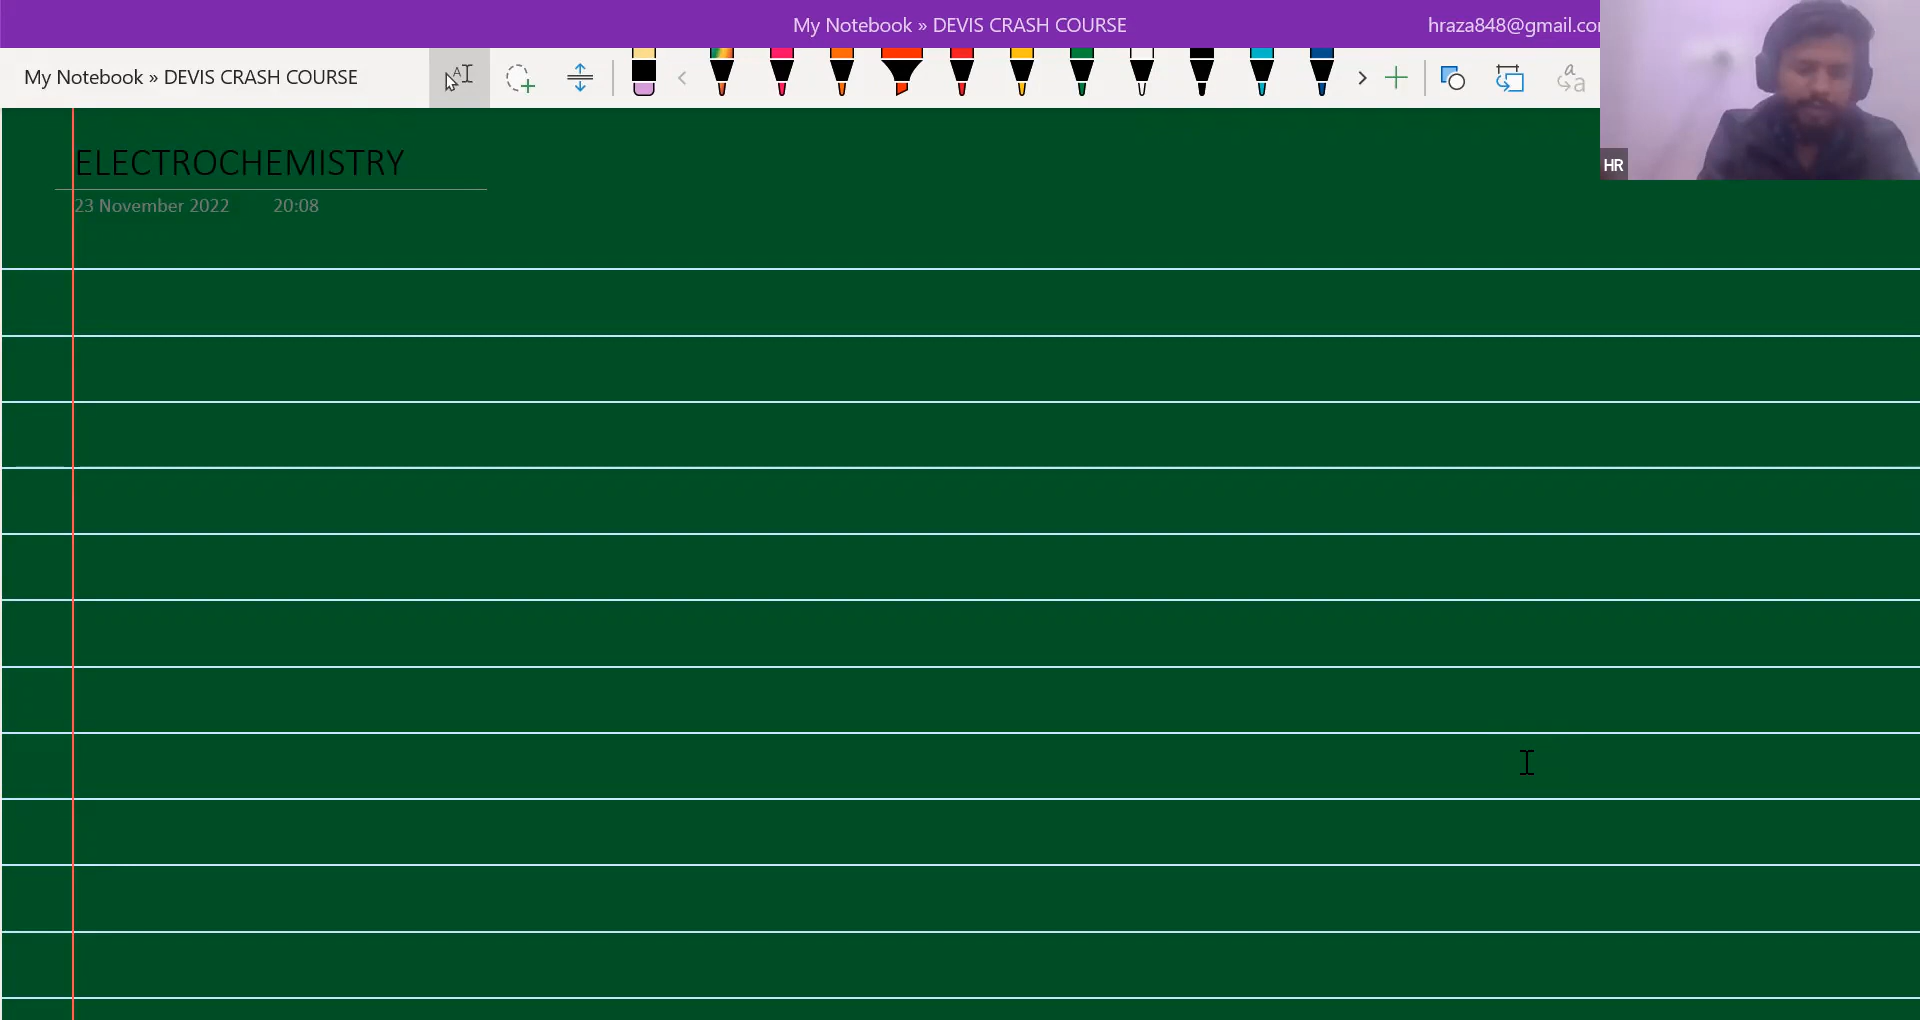 My Notebook » DEVIS CRASH COURSE
hraza848@gmail.co
My Notebook » DEVIS CRASH COURSE
HR
ELECTROCHEMISTRY
23 November 2022 20:08